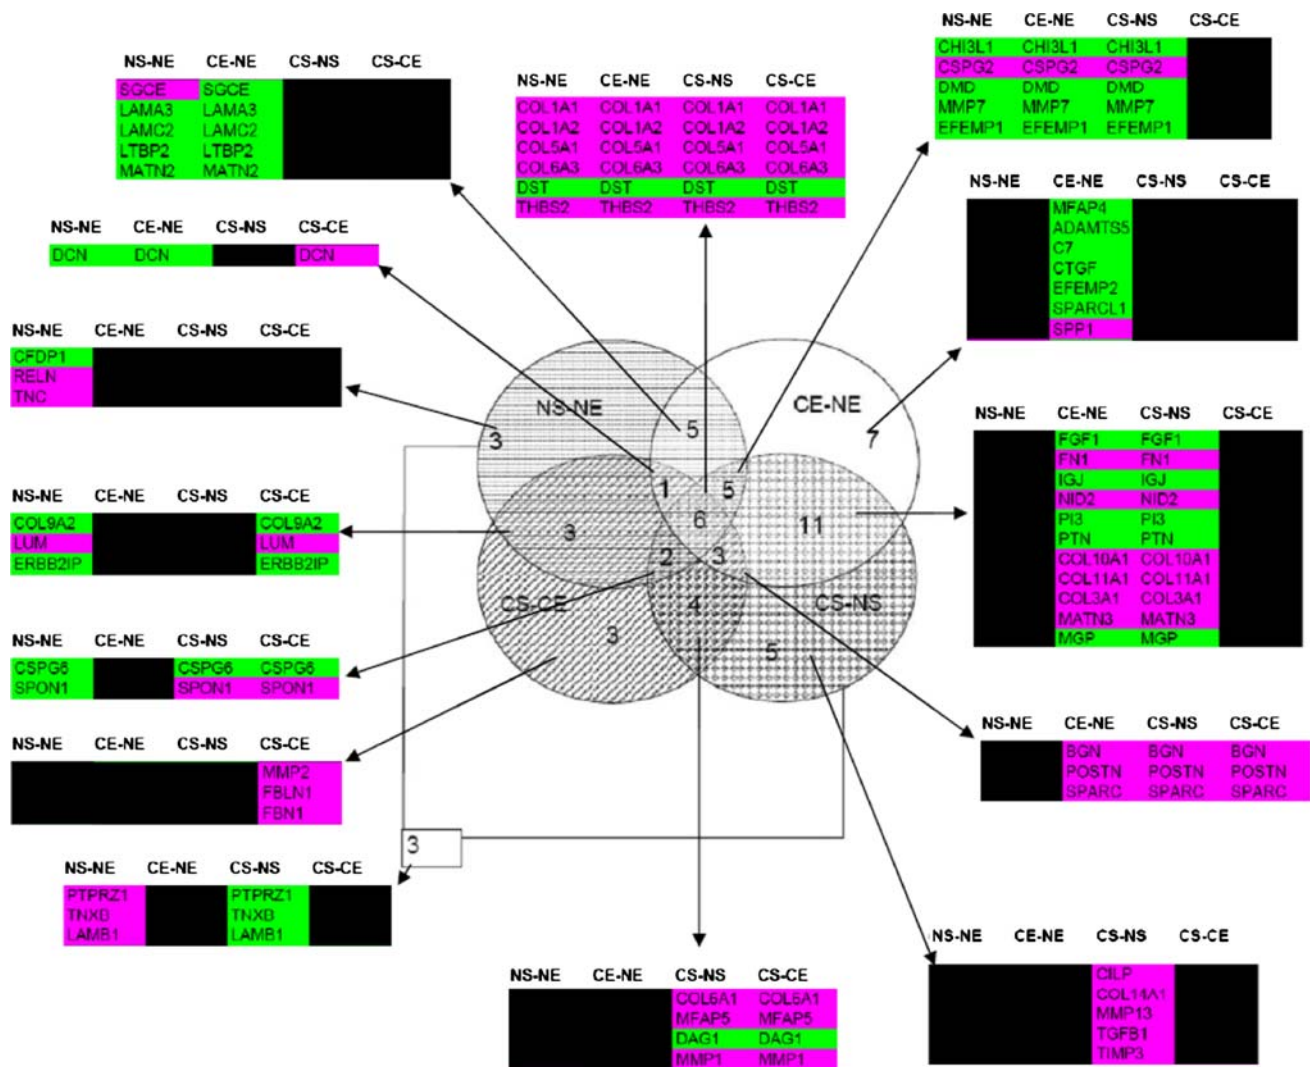 NS-NE CE-NE CS-NS CS-CE
SGCE SGCE
LAMA3 LAMA3
LAMC2 LAMC2
LTBP2 LTBP2
MATN2 MATN2
NS-NE CE-NE CS-NS CS-CE
COL1A1 COL1A1 COL1A1 COL1A1
COL1A2 COL1A2 COL1A2 COL1A2
COL5A1 COL5A1 COL5A1 COL5A1
COL6A3 COL6A3 COL6A3 COL6A3
DST DST DST DST
THBS2 THBS2 THBS2 THBS2
NS-NE CE-NE CS-NS CS-CE
CHI3L1 CHI3L1 CHI3L1
CSPG2 CSPG2 CSPG2
DMD DMD DMD
MMP7 MMP7 MMP7
EFEMP1 EFEMP1 EFEMP1
NS-NE CE-NE CS-NS CS-CE
DCN DCN DCN
NS-NE CE-NE CS-NS CS-CE
MFAP4
ADAMTS5
C7
CTGF
EFEMP2
SPARCL1
SPP1
NS-NE CE-NE CS-NS CS-CE
CFDP1
RELN
TNC
NS-NE
CE-NE
3
5
7
1
5
6
3
11
2
3
CS-CE
4
CS-NS
3
5
3
NS-NE CE-NE CS-NS CS-CE
FGF1 FGF1
FN1 FN1
IGJ IGJ
NID2 NID2
PI3 PI3
PTN PTN
COL10A1 COL10A1
COL11A1 COL11A1
COL3A1 COL3A1
MATN3 MATN3
MGP MGP
NS-NE CE-NE CS-NS CS-CE
COL9A2 COL9A2
LUM LUM
ERBB2IP ERBB2IP
NS-NE CE-NE CS-NS CS-CE
CSPG6 CSPG6 CSPG6
SPON1 SPON1 SPON1
NS-NE CE-NE CS-NS CS-CE
MMP2
FBLN1
FBN1
NS-NE CE-NE CS-NS CS-CE
BGN BGN BGN
POSTN POSTN POSTN
SPARC SPARC SPARC
NS-NE CE-NE CS-NS CS-CE
PTPRZ1 PTPRZ1
TNXB TNXB
LAMB1 LAMB1
NS-NE CE-NE CS-NS CS-CE
COL6A1 COL6A1
MFAP5 MFAP5
DAG1 DAG1
MMP1 MMP1
NS-NE CE-NE CS-NS CS-CE
CILP
COL14A1
MMP13
TGFB1
TIMP3